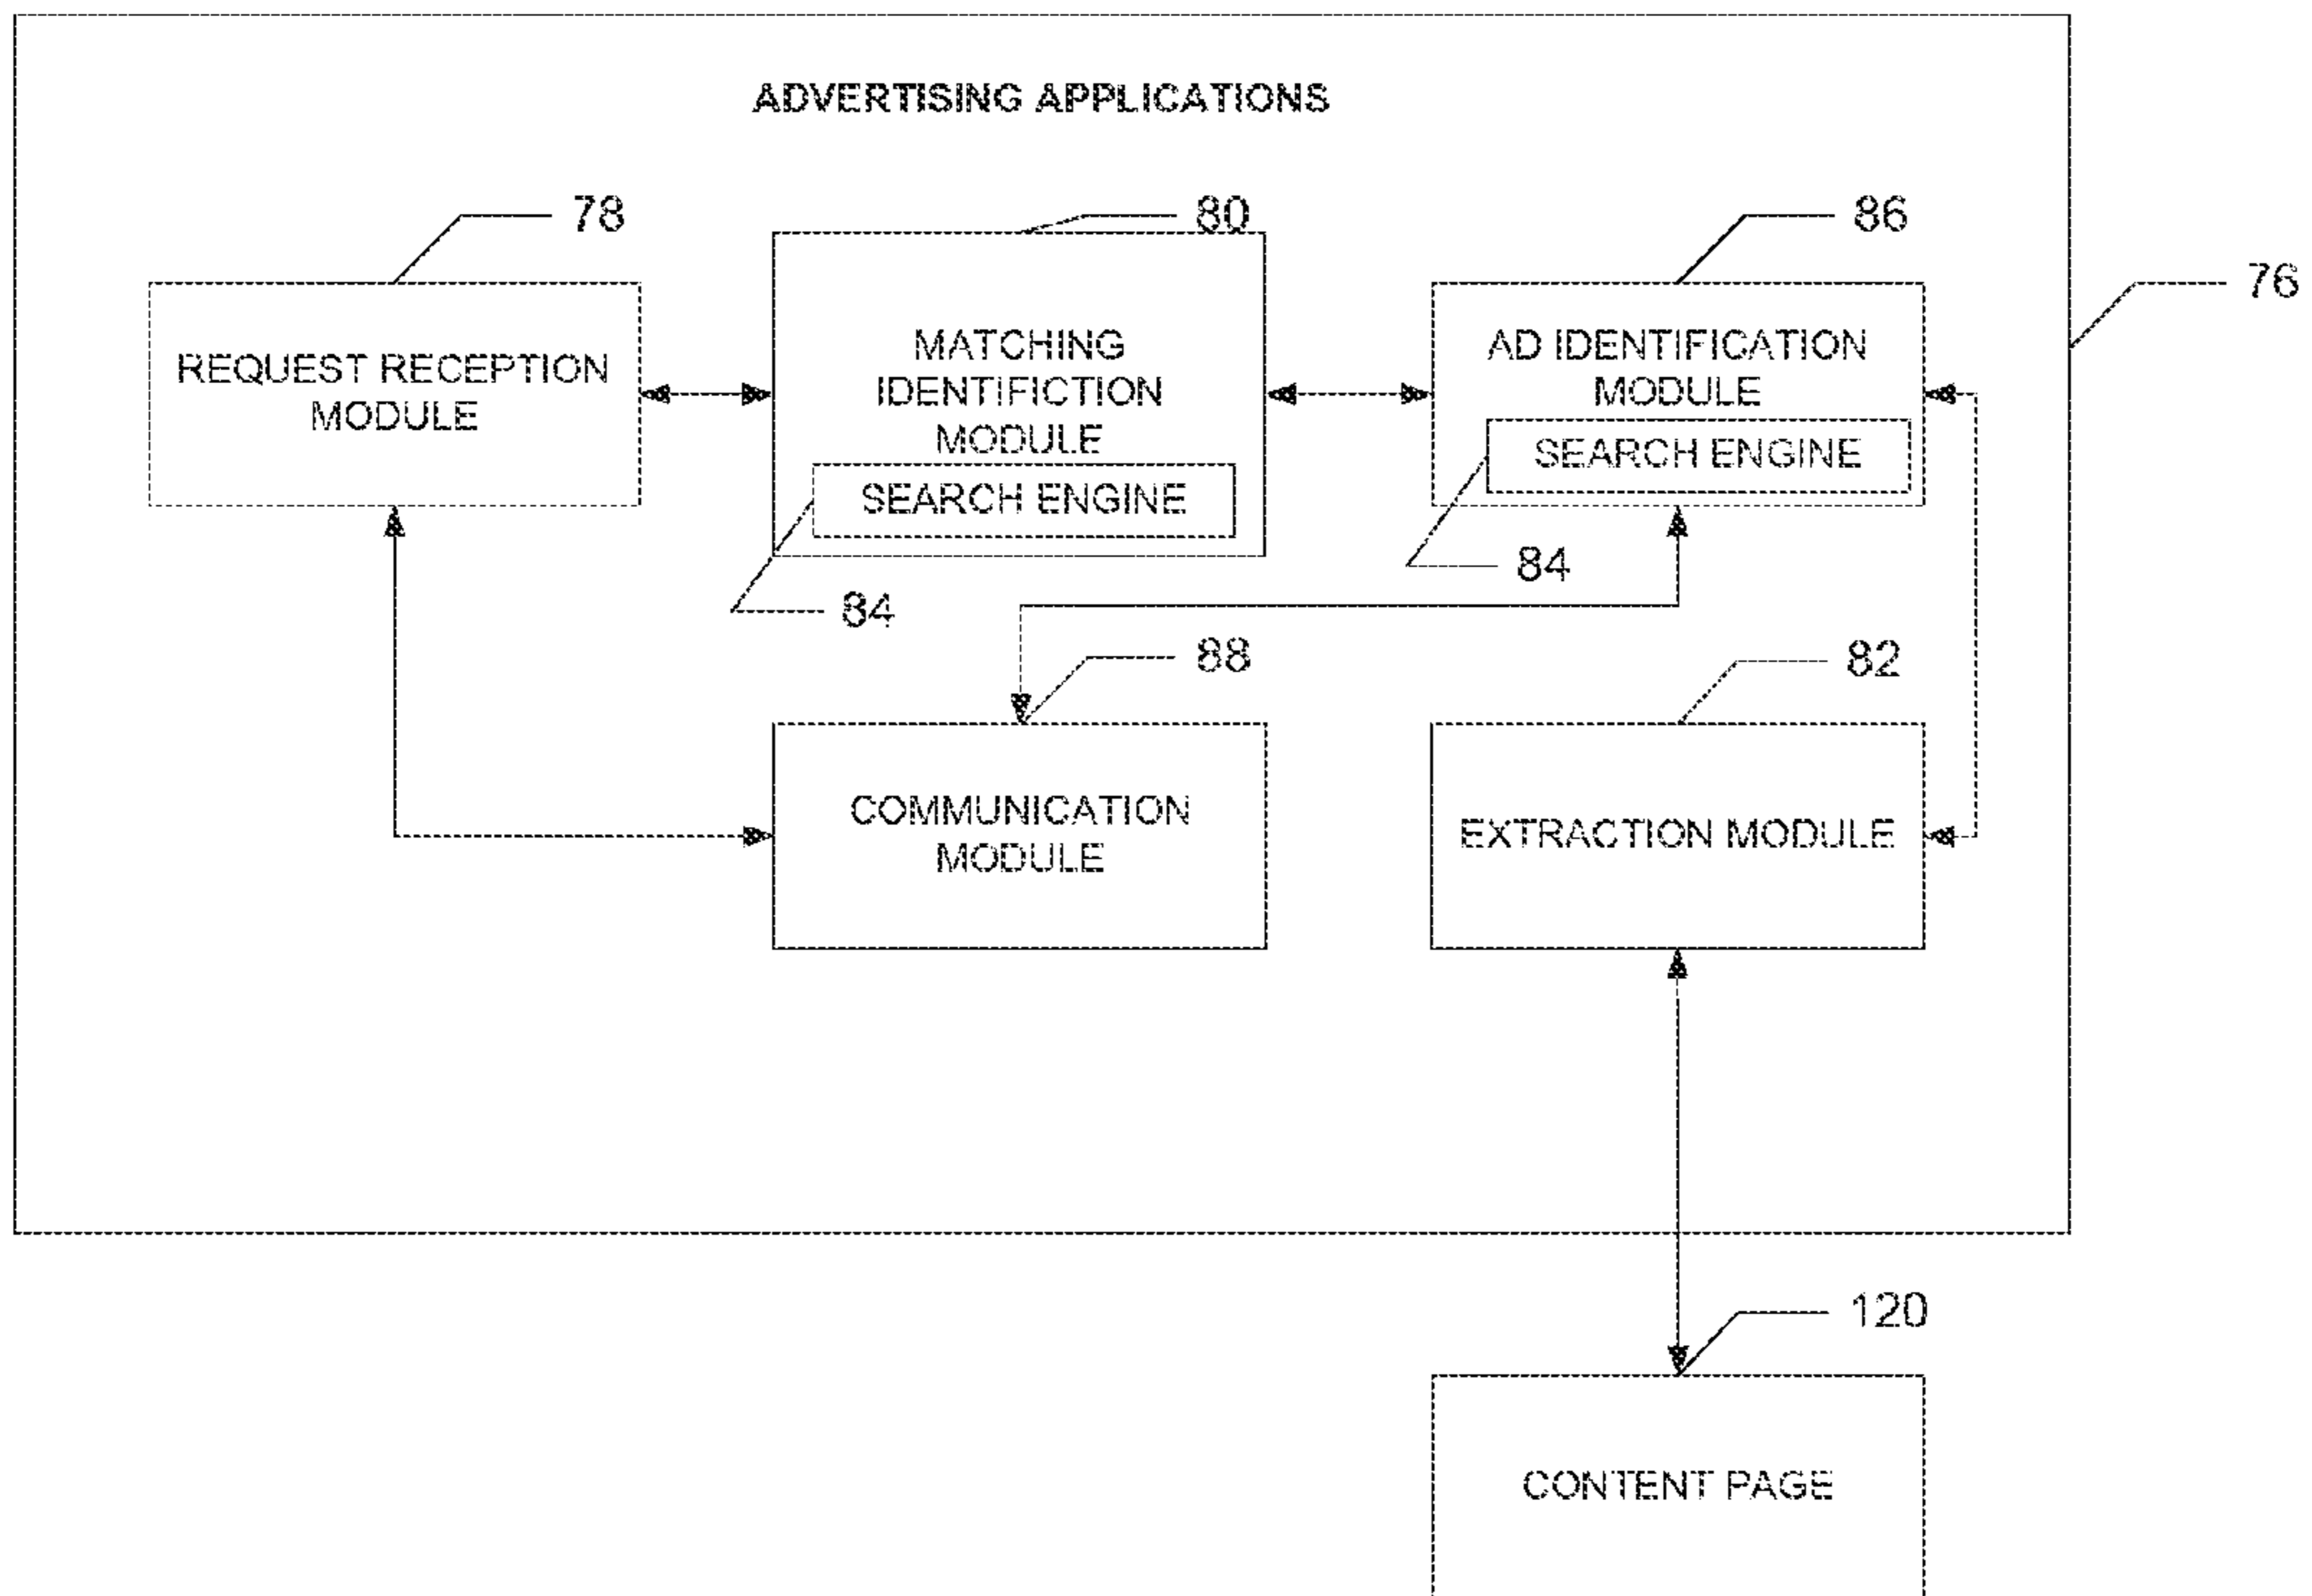 ADVERTISING APPLICATIONS
78
80
86
76
REQUEST RECEPTION
MODULE
MATCHING
IDENTIFICTION
MODULE
SEARCH ENGINE
84
AD IDENTIFICATION
MODULE
SEARCH ENGINE
84
88
82
COMMUNICATION
MODULE
EXTRACTION MODULE
120
CONTENT PAGE